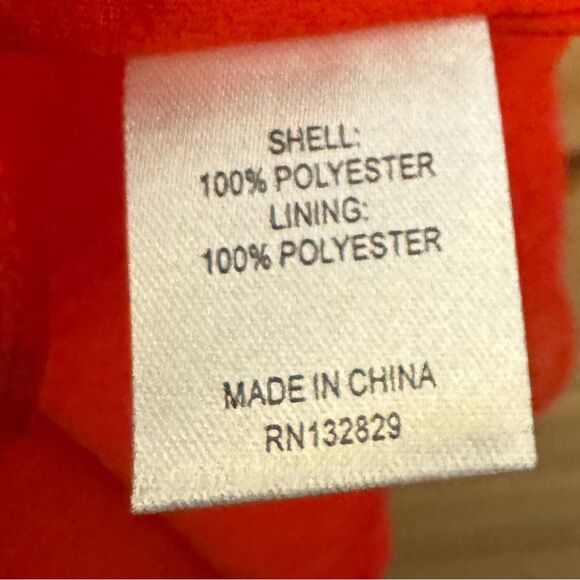 SHELL:
100% POLYESTER
LINING:
100% POLYESTER
MADE IN CHINA
RN132829